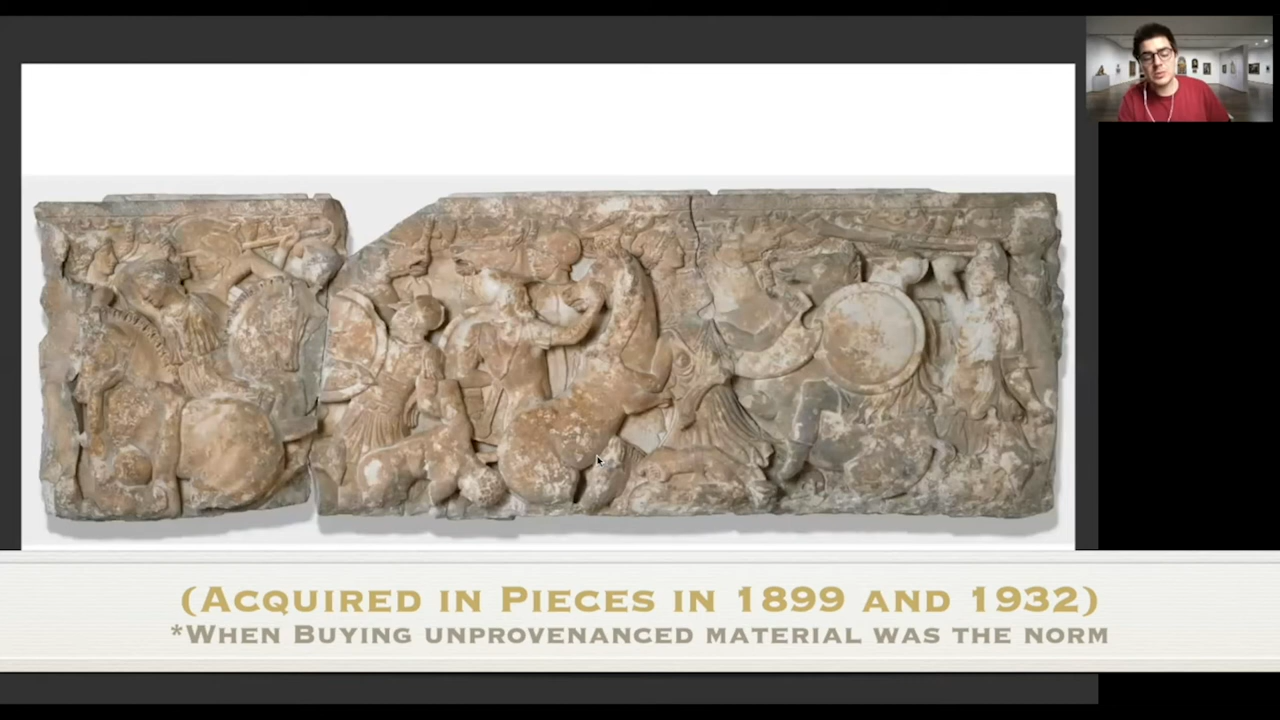 (Acquired in Pieces in 1899 and 1932)
*When Buying unprovenanced material was the norm